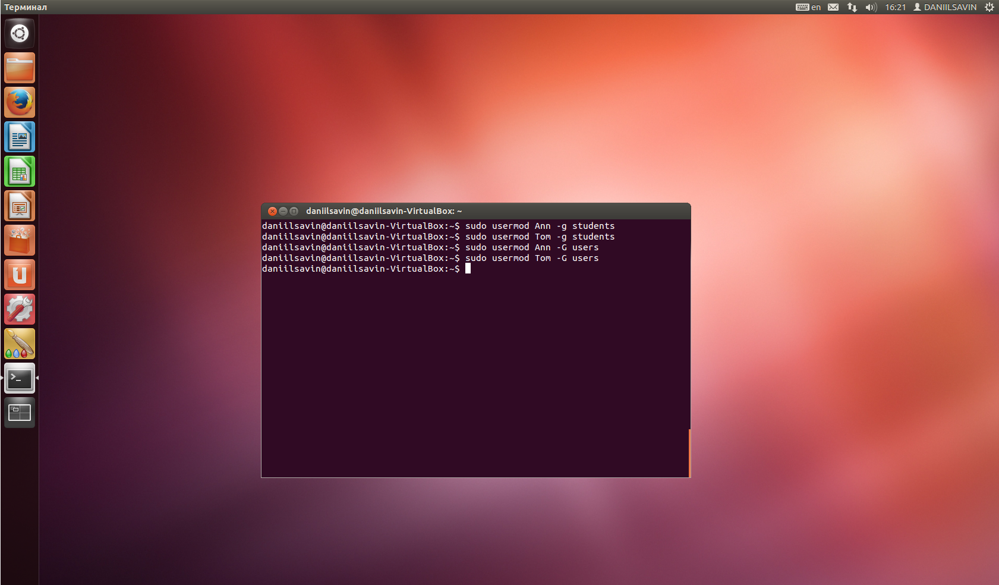 Терминал
en
16:21
DANIILSAVIN
daniilsavin@daniilsavin-VirtualBox: ~
daniilsavin@daniilsavin-VirtualBox:~$ sudo usermod Ann -g students
daniilsavin@daniilsavin-VirtualBox:~$ sudo usermod Tom -g students
daniilsavin@daniilsavin-VirtualBox:~$ sudo usermod Ann -G users
daniilsavin@daniilsavin-VirtualBox:~$ sudo usermod Tom -G users
daniilsavin@daniilsavin-VirtualBox:~$